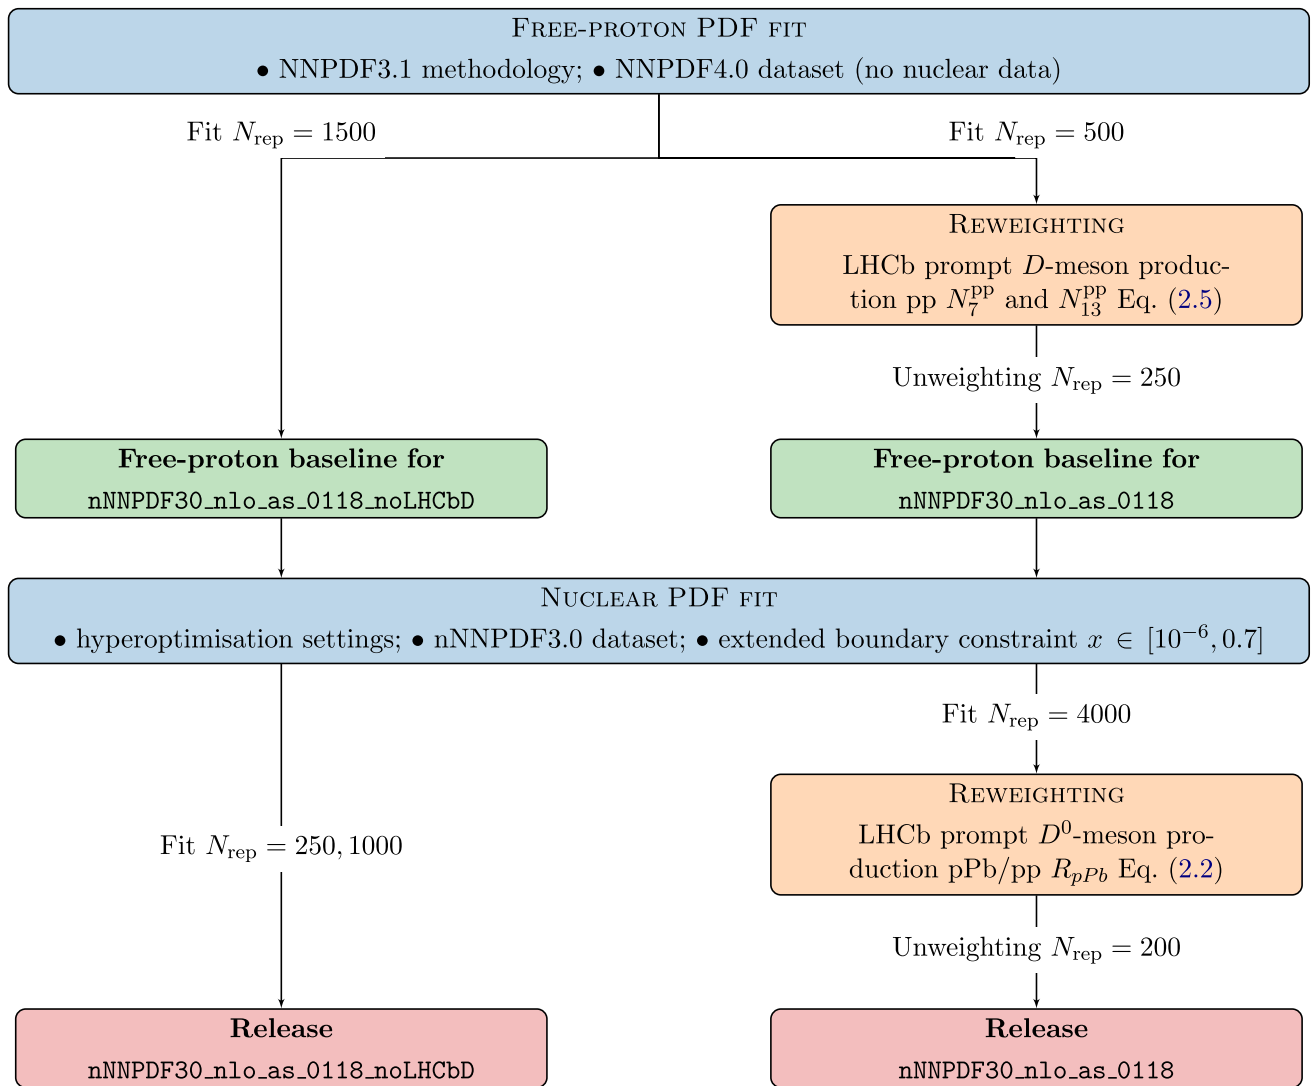 FREE-PROTON PDF FIT
• NNPDF3.1 methodology; • NNPDF4.0 dataset (no nuclear data)
Fit N_rep = 1500
Fit N_rep = 500
REWEIGHTING
LHCb prompt D-meson produc-
tion pp N_7^pp and N_13^pp Eq. (2.5)
Unweighting N_rep = 250
Free-proton baseline for
nNNPDF30_nlo_as_0118_noLHCbD
Free-proton baseline for
nNNPDF30_nlo_as_0118
NUCLEAR PDF FIT
• hyperoptimisation settings; • nNNPDF3.0 dataset; • extended boundary constraint x ∈ [10^−6, 0.7]
Fit N_rep = 4000
REWEIGHTING
LHCb prompt D^0-meson pro-
duction pPb/pp R_pPb Eq. (2.2)
Fit N_rep = 250, 1000
Unweighting N_rep = 200
Release
nNNPDF30_nlo_as_0118_noLHCbD
Release
nNNPDF30_nlo_as_0118